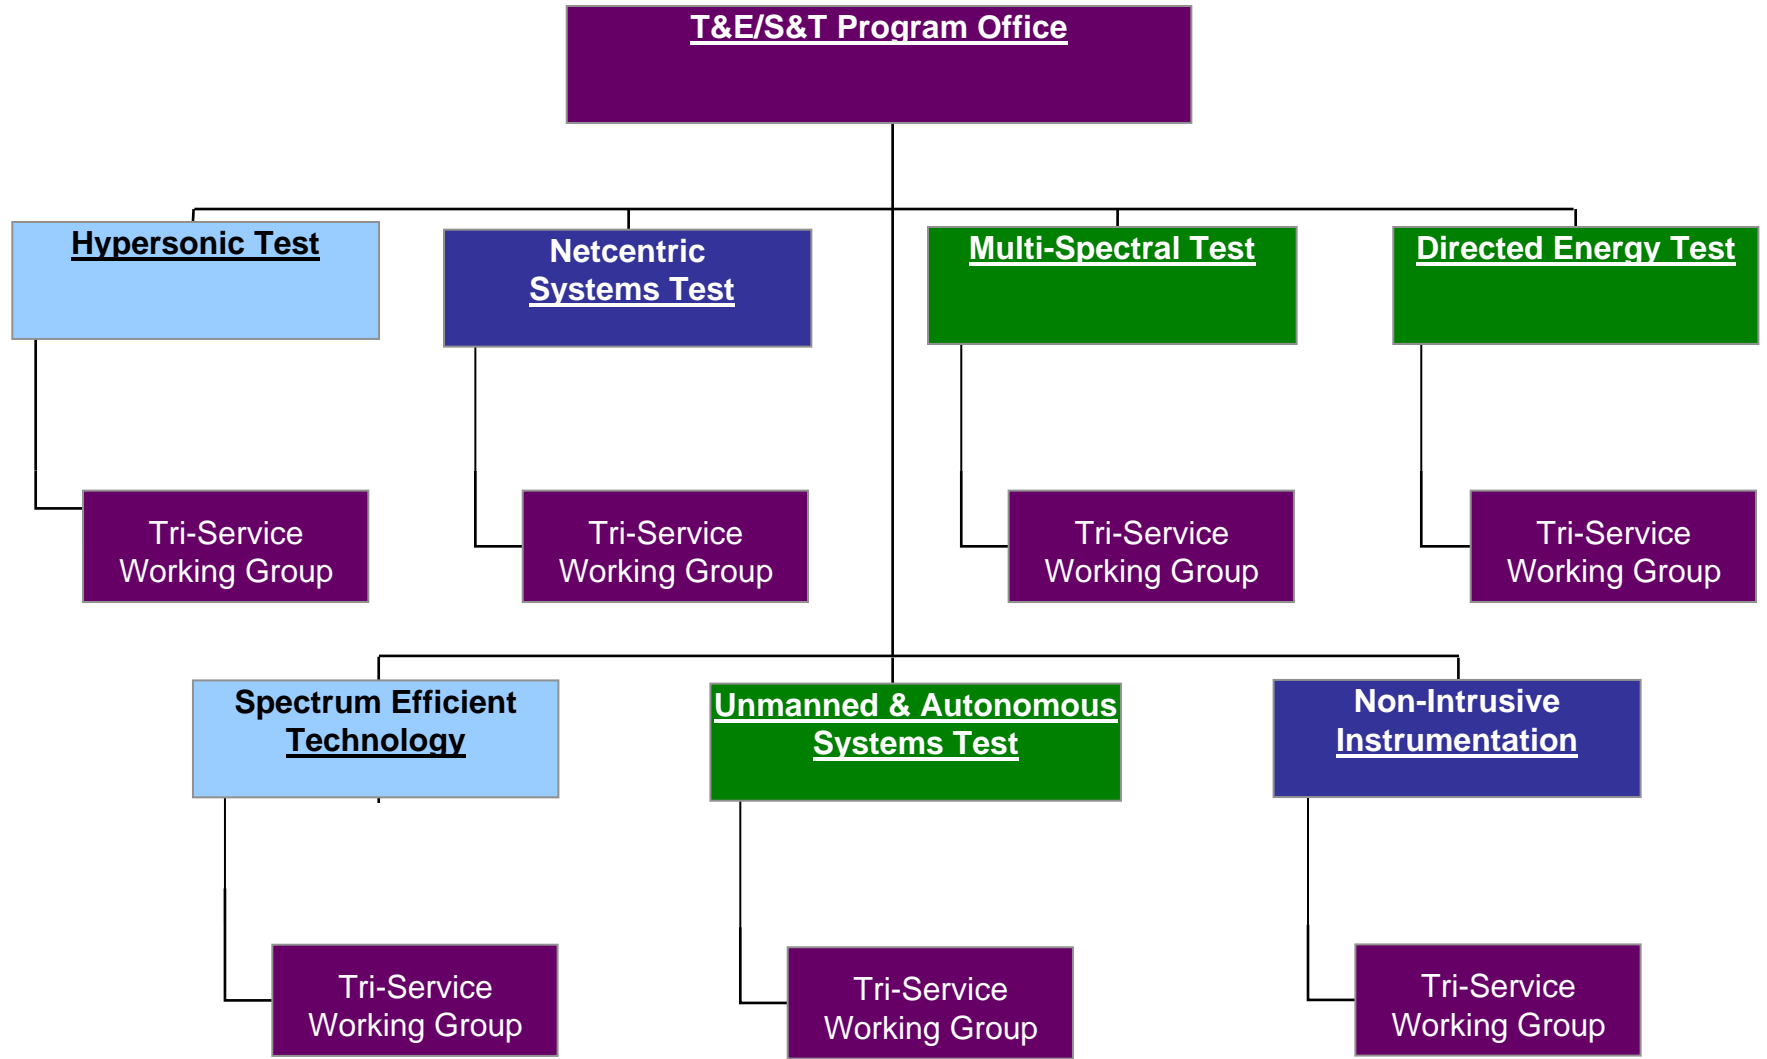 T&E/S&T Program Office
Hypersonic Test
Netcentric
Systems Test
Multi-Spectral Test
Directed Energy Test
Tri-Service
Working Group
Tri-Service
Working Group
Tri-Service
Working Group
Tri-Service
Working Group
Spectrum Efficient
Technology
Unmanned & Autonomous
Systems Test
Non-Intrusive
Instrumentation
Tri-Service
Working Group
Tri-Service
Working Group
Tri-Service
Working Group